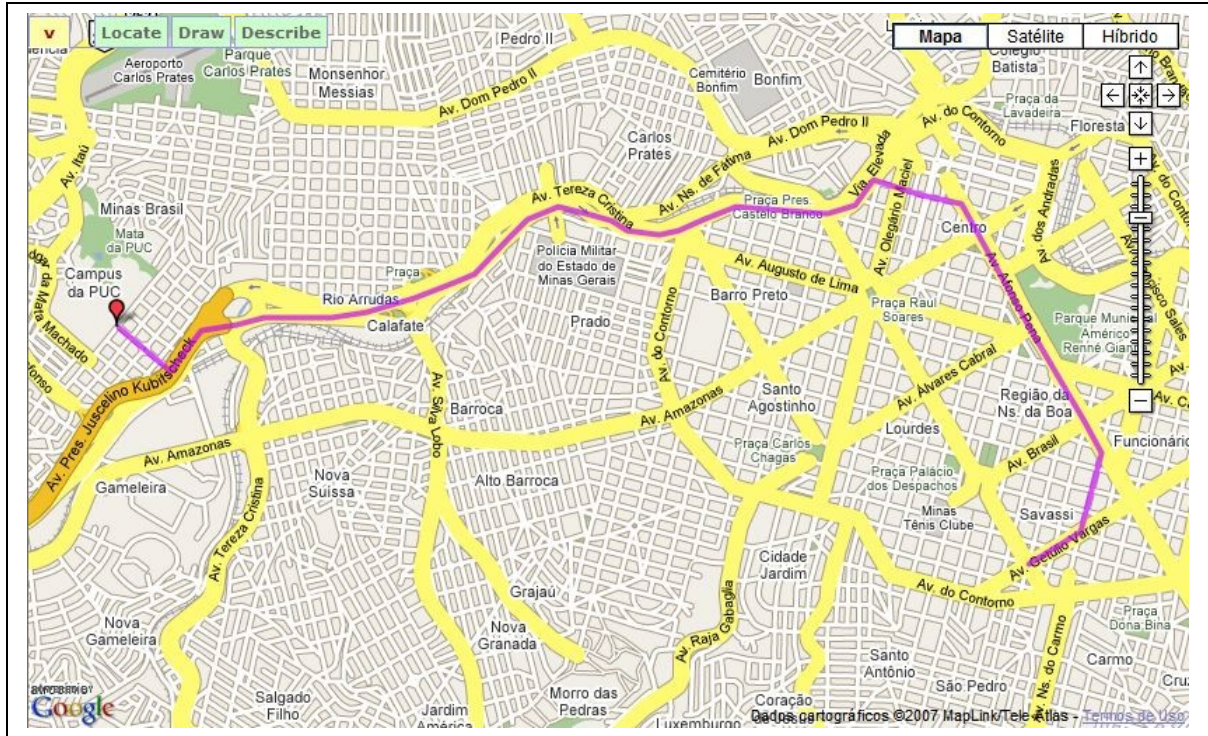 v
Locate
Draw
Describe
Mapa
Satélite
Híbrido
Pedro II
Aeroporto
Carlos Prates
Parque
Carlos Prates
Monsenhor
Messias
Av. Dom Pedro II
Cemitério
Bonfim
Bonfim
Colégio
Batista
Praça da
Lavadeira
Floresta
Av. do Contorno
Av. Dom Pedro II
Carlos
Prates
Av. Itaú
Via. Elevada
Av. Ns. de Fátima
Av. Tereza Cristina
Av. Olegário Maciel
Av. dos Andradas
Minas Brasil
Mata
da PUC
Praça Pres.
Castelo Branco
Centro
Polícia Militar
do Estado de
Minas Gerais
Campus
da PUC
Praça
Av. Augusto de Lima
Av. Afonso Pena
Rio Arrudas
Calafate
Barro Preto
Praça Raul
Soares
Prado
Parque Municipal
Américo
Renné Gian
Av. do Contorno
Av. Álvares Cabral
Av. Pres. Juscelino Kubitscheck
Av. Silva Lobo
Santo
Agostinho
Região da
Ns. da Boa
Barroca
Av. Amazonas
Lourdes
Av. Brasil
Funcionário
Av. Amazonas
Praça Carlos
Chagas
Gameleira
Nova
Suissa
Alto Barroca
Praça Palácio
dos Despachos
Minas
Tênis Clube
Savassi
Av. Getúlio Vargas
Av. Tereza Cristina
Cidade
Jardim
Grajaú
Av. do Contorno
Av. Raja Gabaglia
Nova
Gameleira
Nova
Granada
Praça
Dona Bina
Av. Ns. do Carmo
Santo
Antônio
Carmo
São Pedro
Salgado
Filho
Jardim
América
Morro das
Pedras
Luxemburgo
Coração
Google
Dados cartográficos ©2007 MapLink/Tele Atlas - Termos de Uso